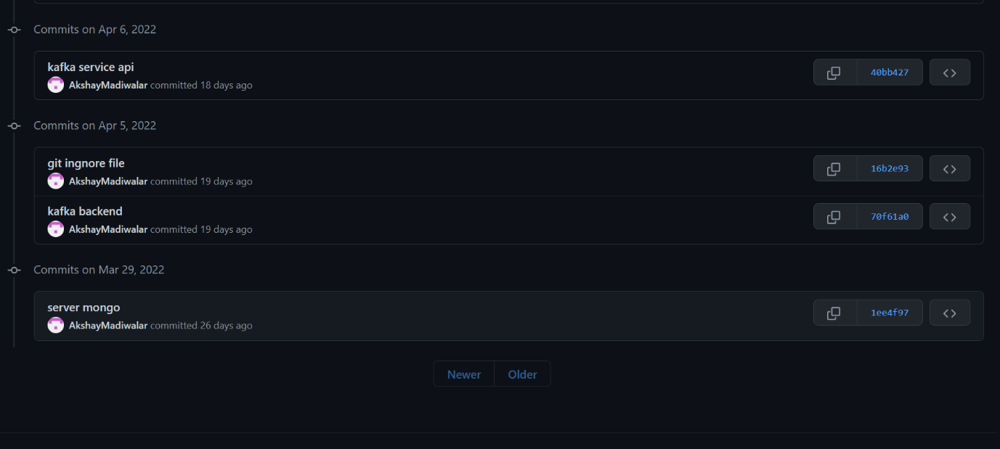 Commits on Apr 6, 2022
kafka service api
40bb427
AkshayMadiwalar committed 18 days ago
Commits on Apr 5, 2022
git ingnore file
16b2e93
AkshayMadiwalar committed 19 days ago
kafka backend
70f61a0
AkshayMadiwalar committed 19 days ago
Commits on Mar 29, 2022
server mongo
1ee4f97
AkshayMadiwalar committed 26 days ago
Newer Older